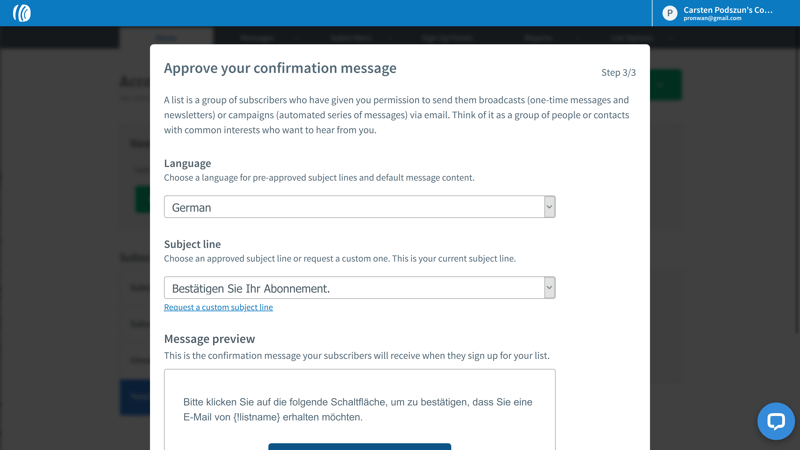 P
Carsten Podszun's Co...
pronwan@gmail.com
Approve your confirmation message
Step 3/3
A list is a group of subscribers who have given you permission to send them broadcasts (one-time messages and
newsletters) or campaigns (automated series of messages) via email. Think of it as a group of people or contacts
with common interests who want to hear from you.
Language
Choose a language for pre-approved subject lines and default message content.
German
Subject line
Choose an approved subject line or request a custom one. This is your current subject line.
Bestätigen Sie Ihr Abonnement.
Request a custom subject line
Message preview
This is the confirmation message your subscribers will receive when they sign up for your list.
Bitte klicken Sie auf die folgende Schaltfläche, um zu bestätigen, dass Sie eine
E-Mail von {!listname} erhalten möchten.